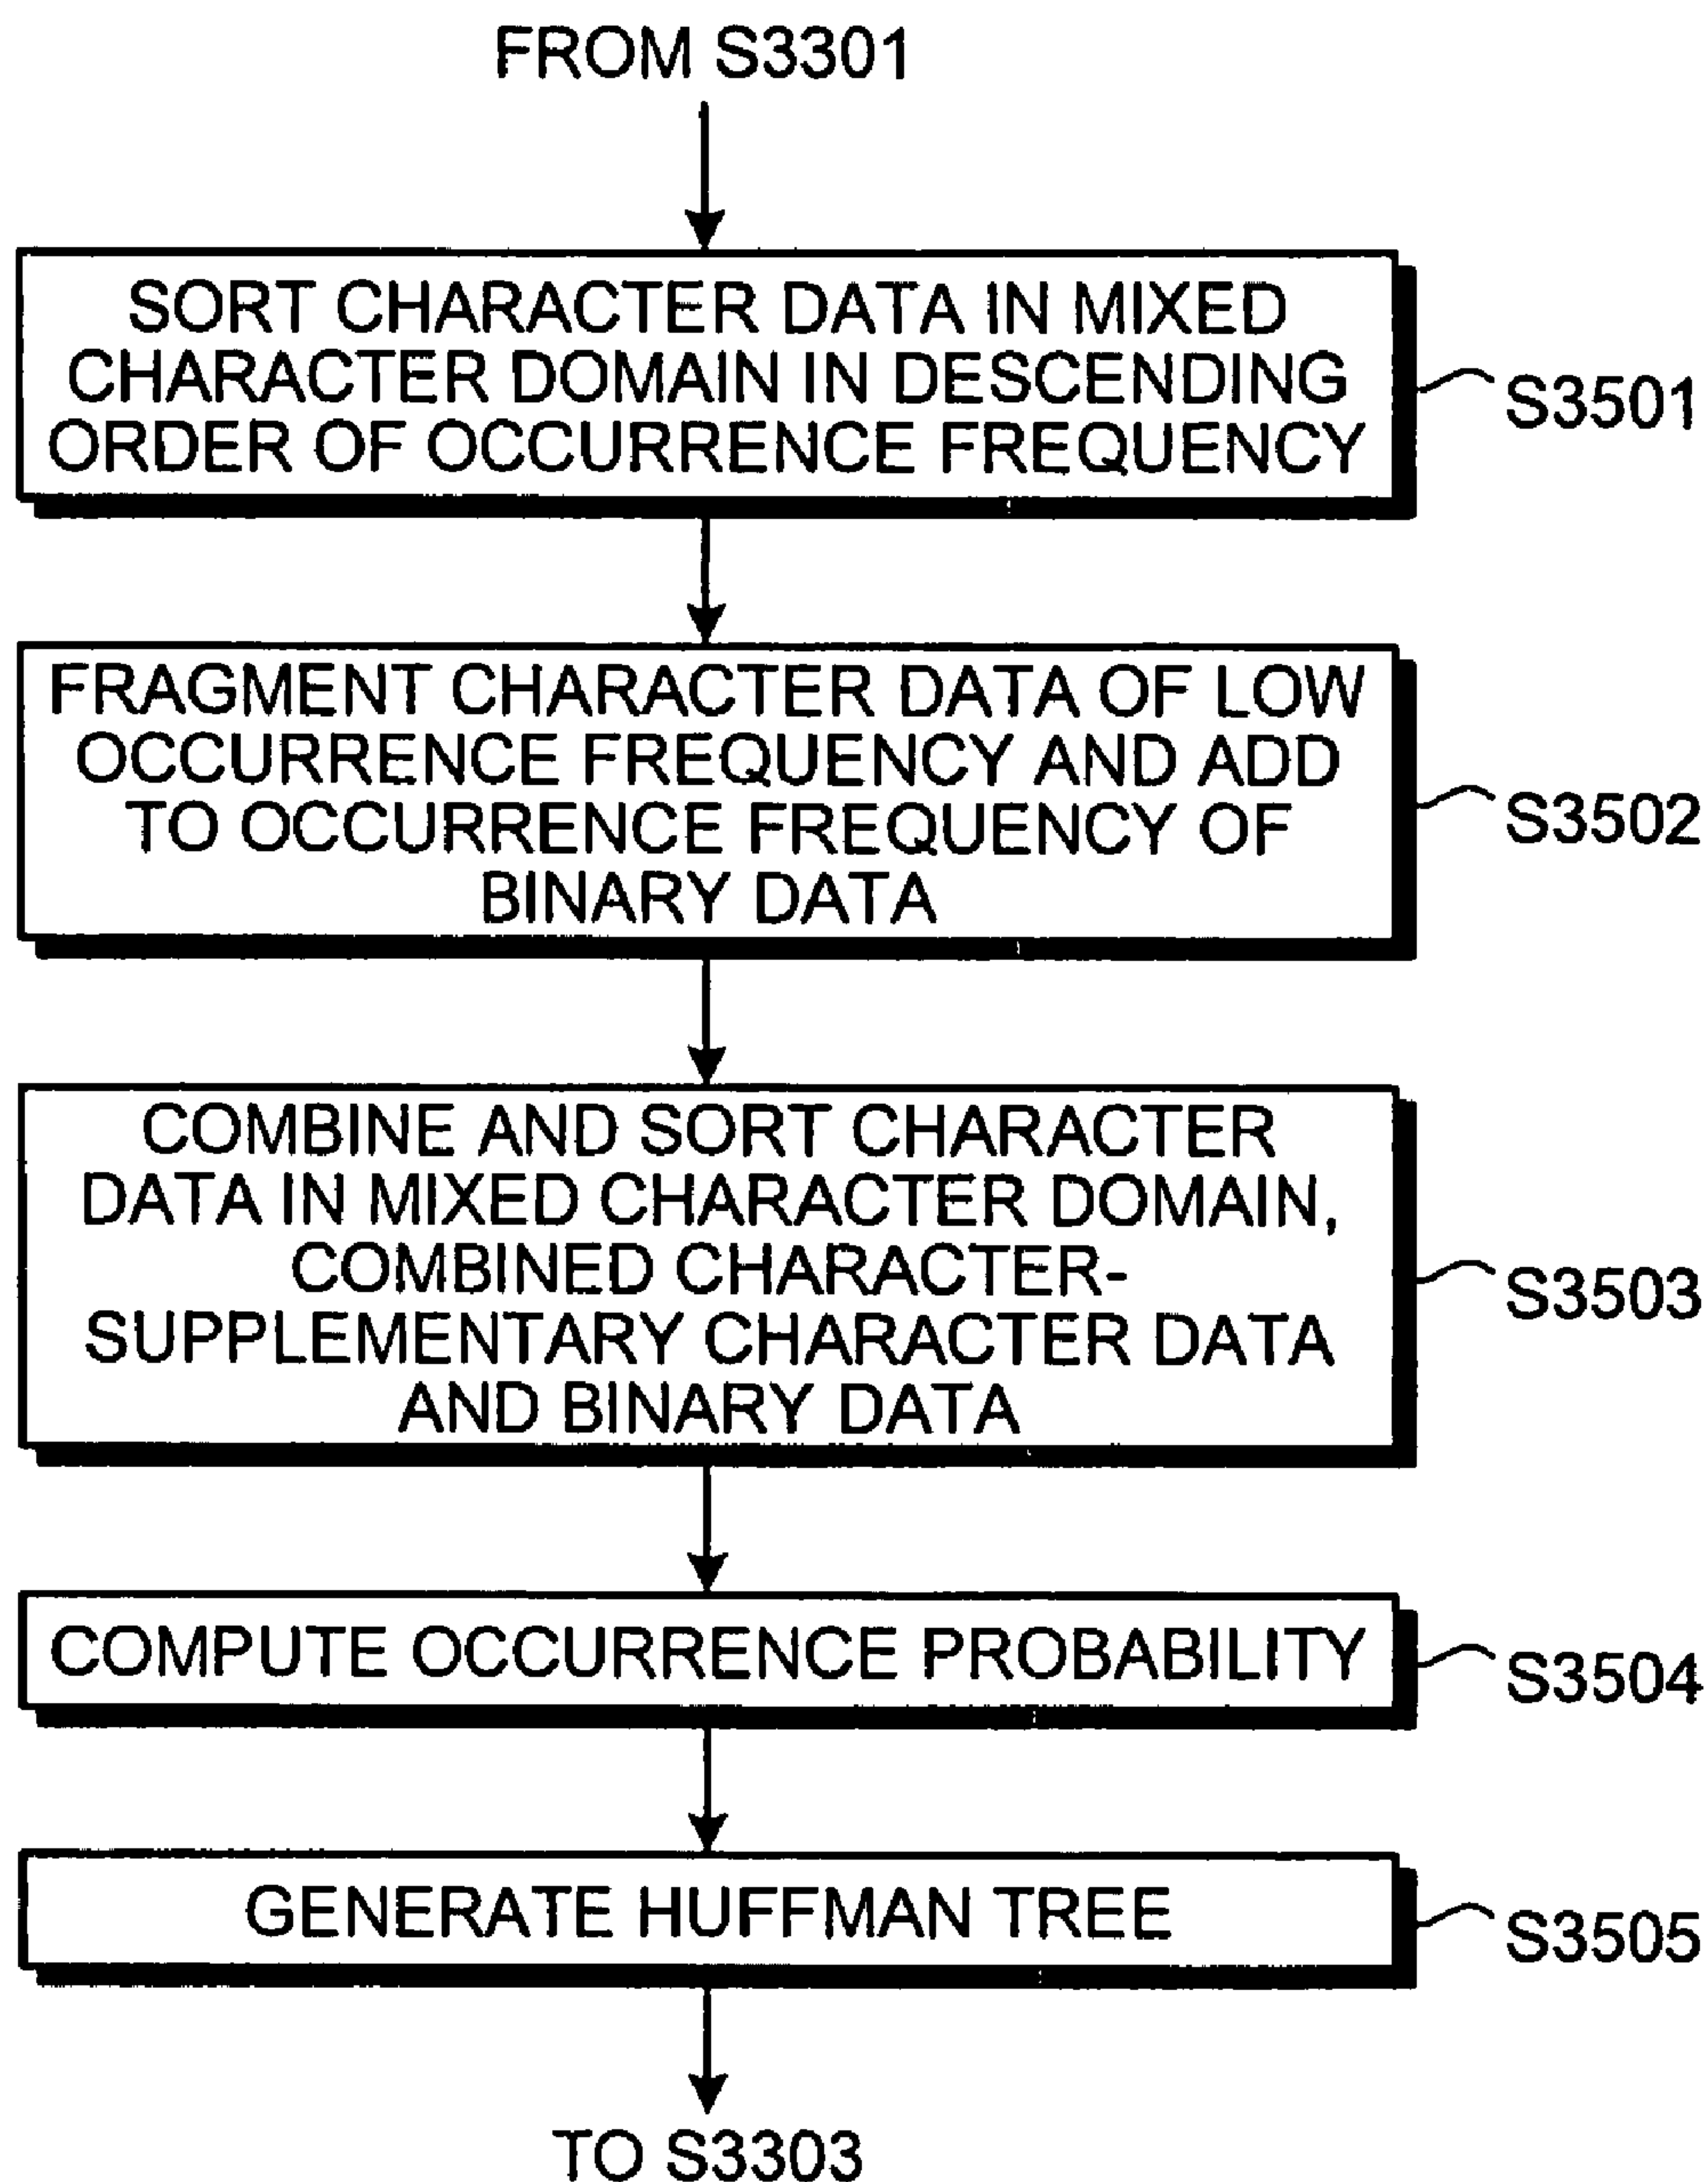 FROM S3301
SORT CHARACTER DATA IN MIXED
CHARACTER DOMAIN IN DESCENDING
ORDER OF OCCURRENCE FREQUENCY
S3501
FRAGMENT CHARACTER DATA OF LOW
OCCURRENCE FREQUENCY AND ADD
TO OCCURRENCE FREQUENCY OF
BINARY DATA
S3502
COMBINE AND SORT CHARACTER
DATA IN MIXED CHARACTER DOMAIN,
COMBINED CHARACTER-
SUPPLEMENTARY CHARACTER DATA
AND BINARY DATA
S3503
COMPUTE OCCURRENCE PROBABILITY
S3504
GENERATE HUFFMAN TREE
S3505
TO S3303